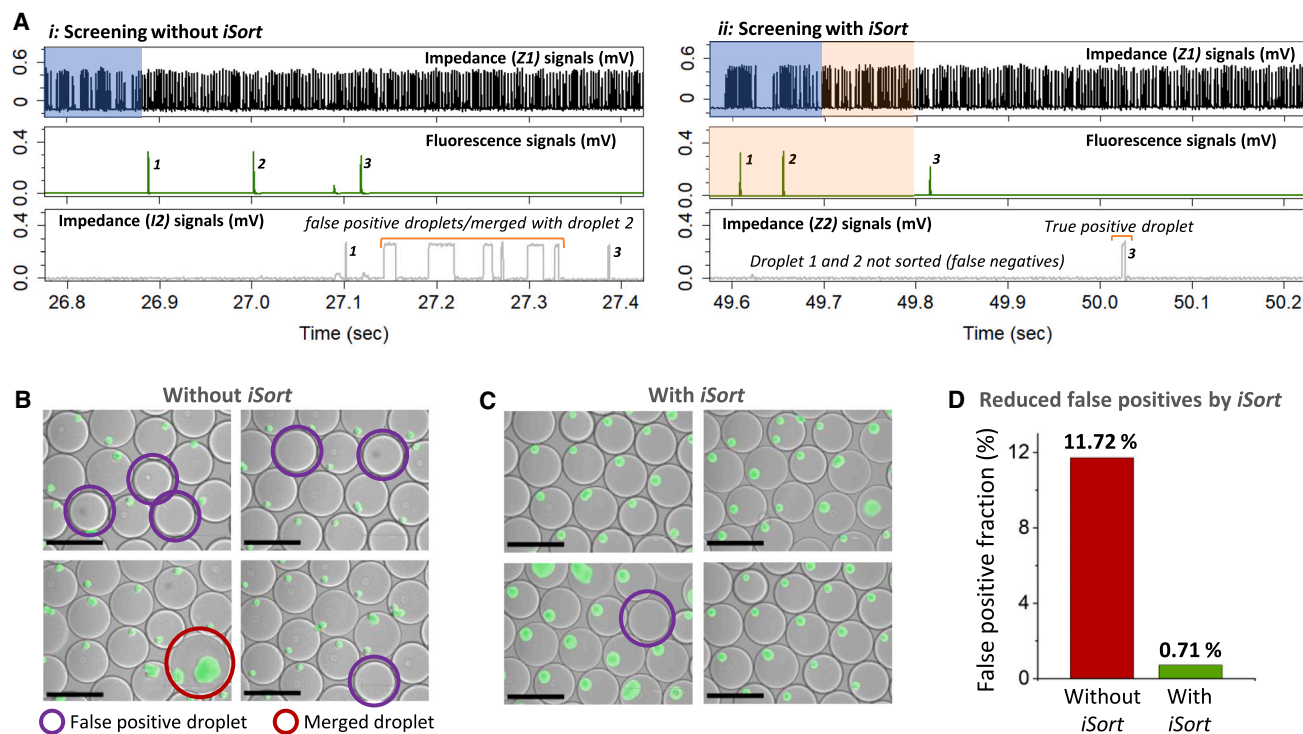 A
i: Screening without iSort
Impedance (Z1) signals (mV)
0.6
0
Fluorescence signals (mV)
0.4
0.0
1
2
3
Impedance (I2) signals (mV)
false positive droplets/merged with droplet 2
0.4
0.0
1
3
26.8 26.9 27.0 27.1 27.2 27.3 27.4
Time (sec)
ii: Screening with iSort
Impedance (Z1) signals (mV)
0.6
0
Fluorescence signals (mV)
0.4
0.0
1
2
3
Impedance (Z2) signals (mV)
True positive droplet
0.4
0.0
Droplet 1 and 2 not sorted (false negatives)
3
49.6 49.7 49.8 49.9 50.0 50.1 50.2
Time (sec)
B
Without iSort
False positive droplet
Merged droplet
C
With iSort
D
Reduced false positives by iSort
False positive fraction (%)
12
8
4
0
11.72 %
0.71 %
Without
iSort
With
iSort